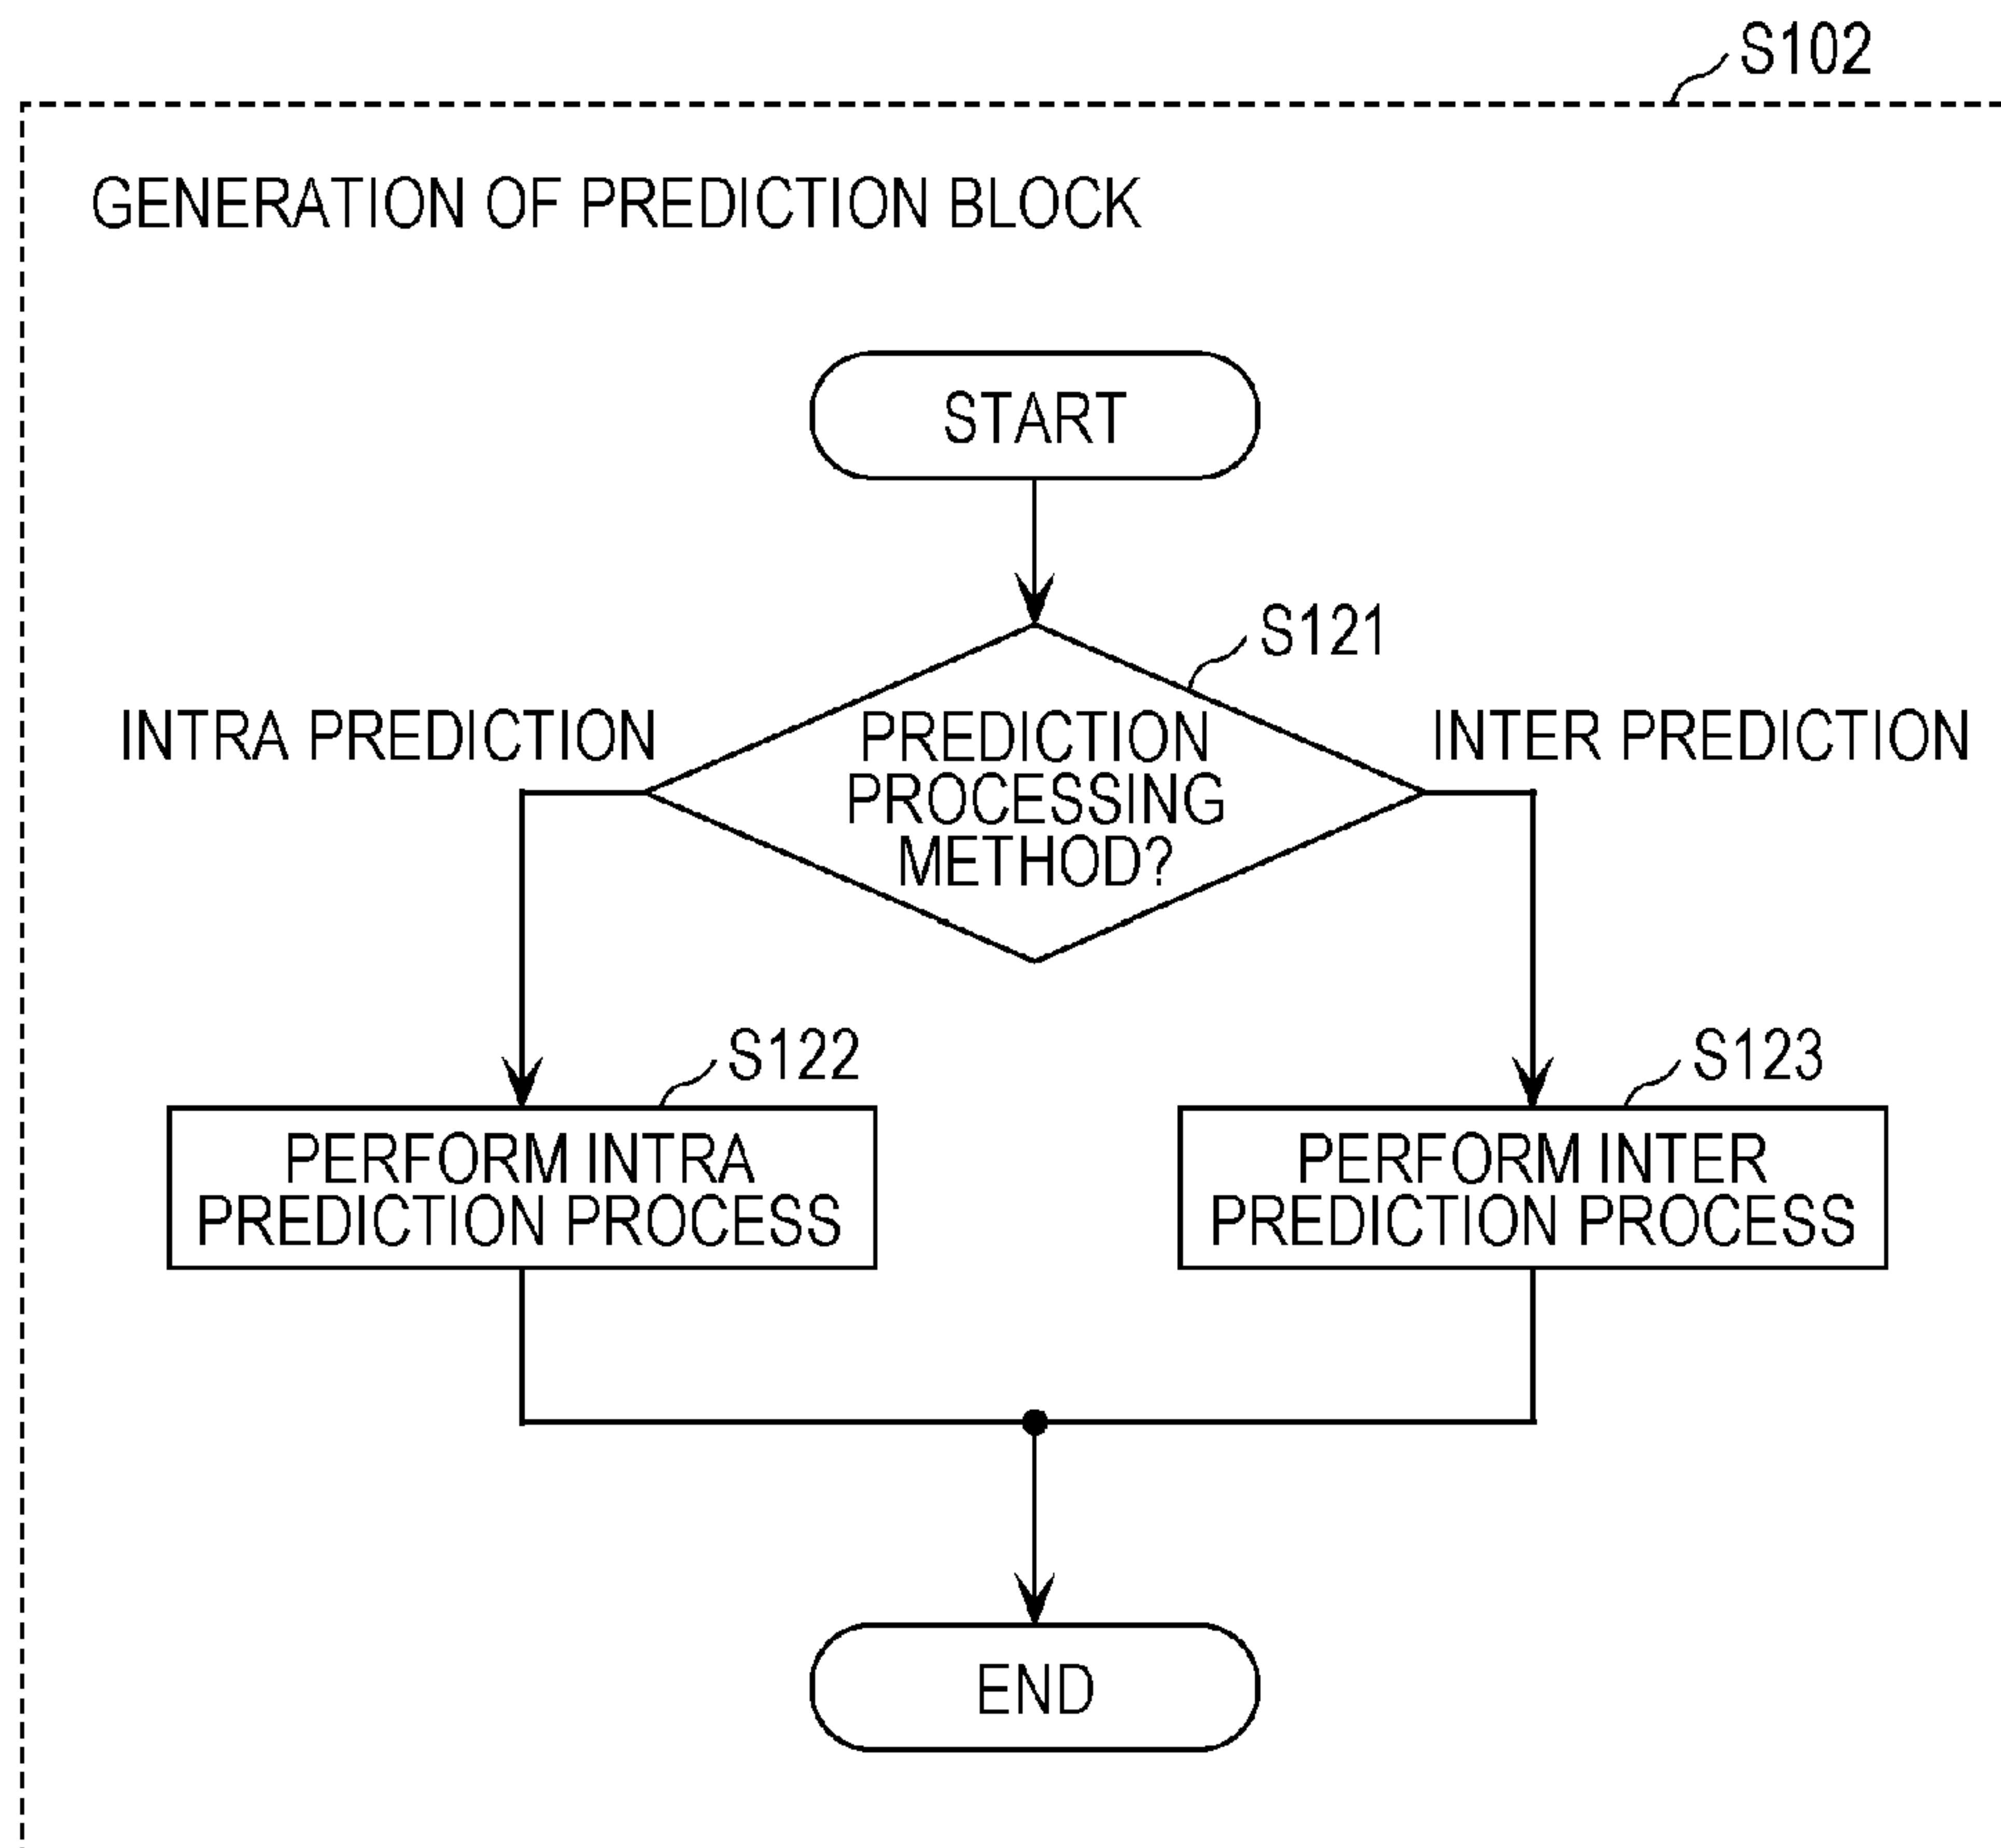 S102
GENERATION OF PREDICTION BLOCK
START
S121
INTRA PREDICTION
PREDICTION
PROCESSING
METHOD?
INTER PREDICTION
S122
PERFORM INTRA
PREDICTION PROCESS
S123
PERFORM INTER
PREDICTION PROCESS
END